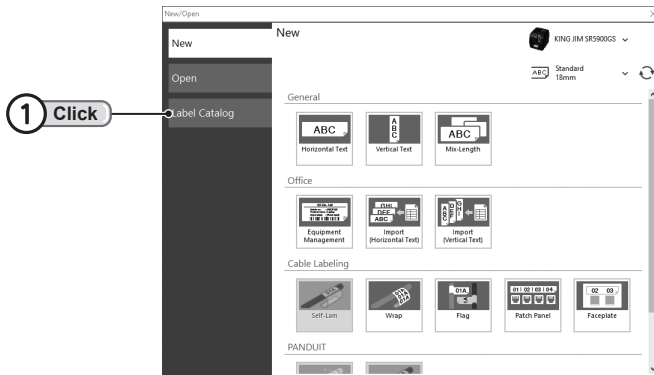 New/Open
New
Open
Label Catalog
1 Click
New
KING JIM SR5900GS
ABC
Standard
18mm
General
ABC
Horizontal Text
A
B
C
Vertical Text
ABC
Mix-Length
Office
Equipment
Management
GHI
DEF
ABC
Import
(Horizontal Text)
Import
(Vertical Text)
Cable Labeling
Self-Lam
Wrap
01A
Flag
01 02 03 04
Patch Panel
02 03
Faceplate
PANDUIT